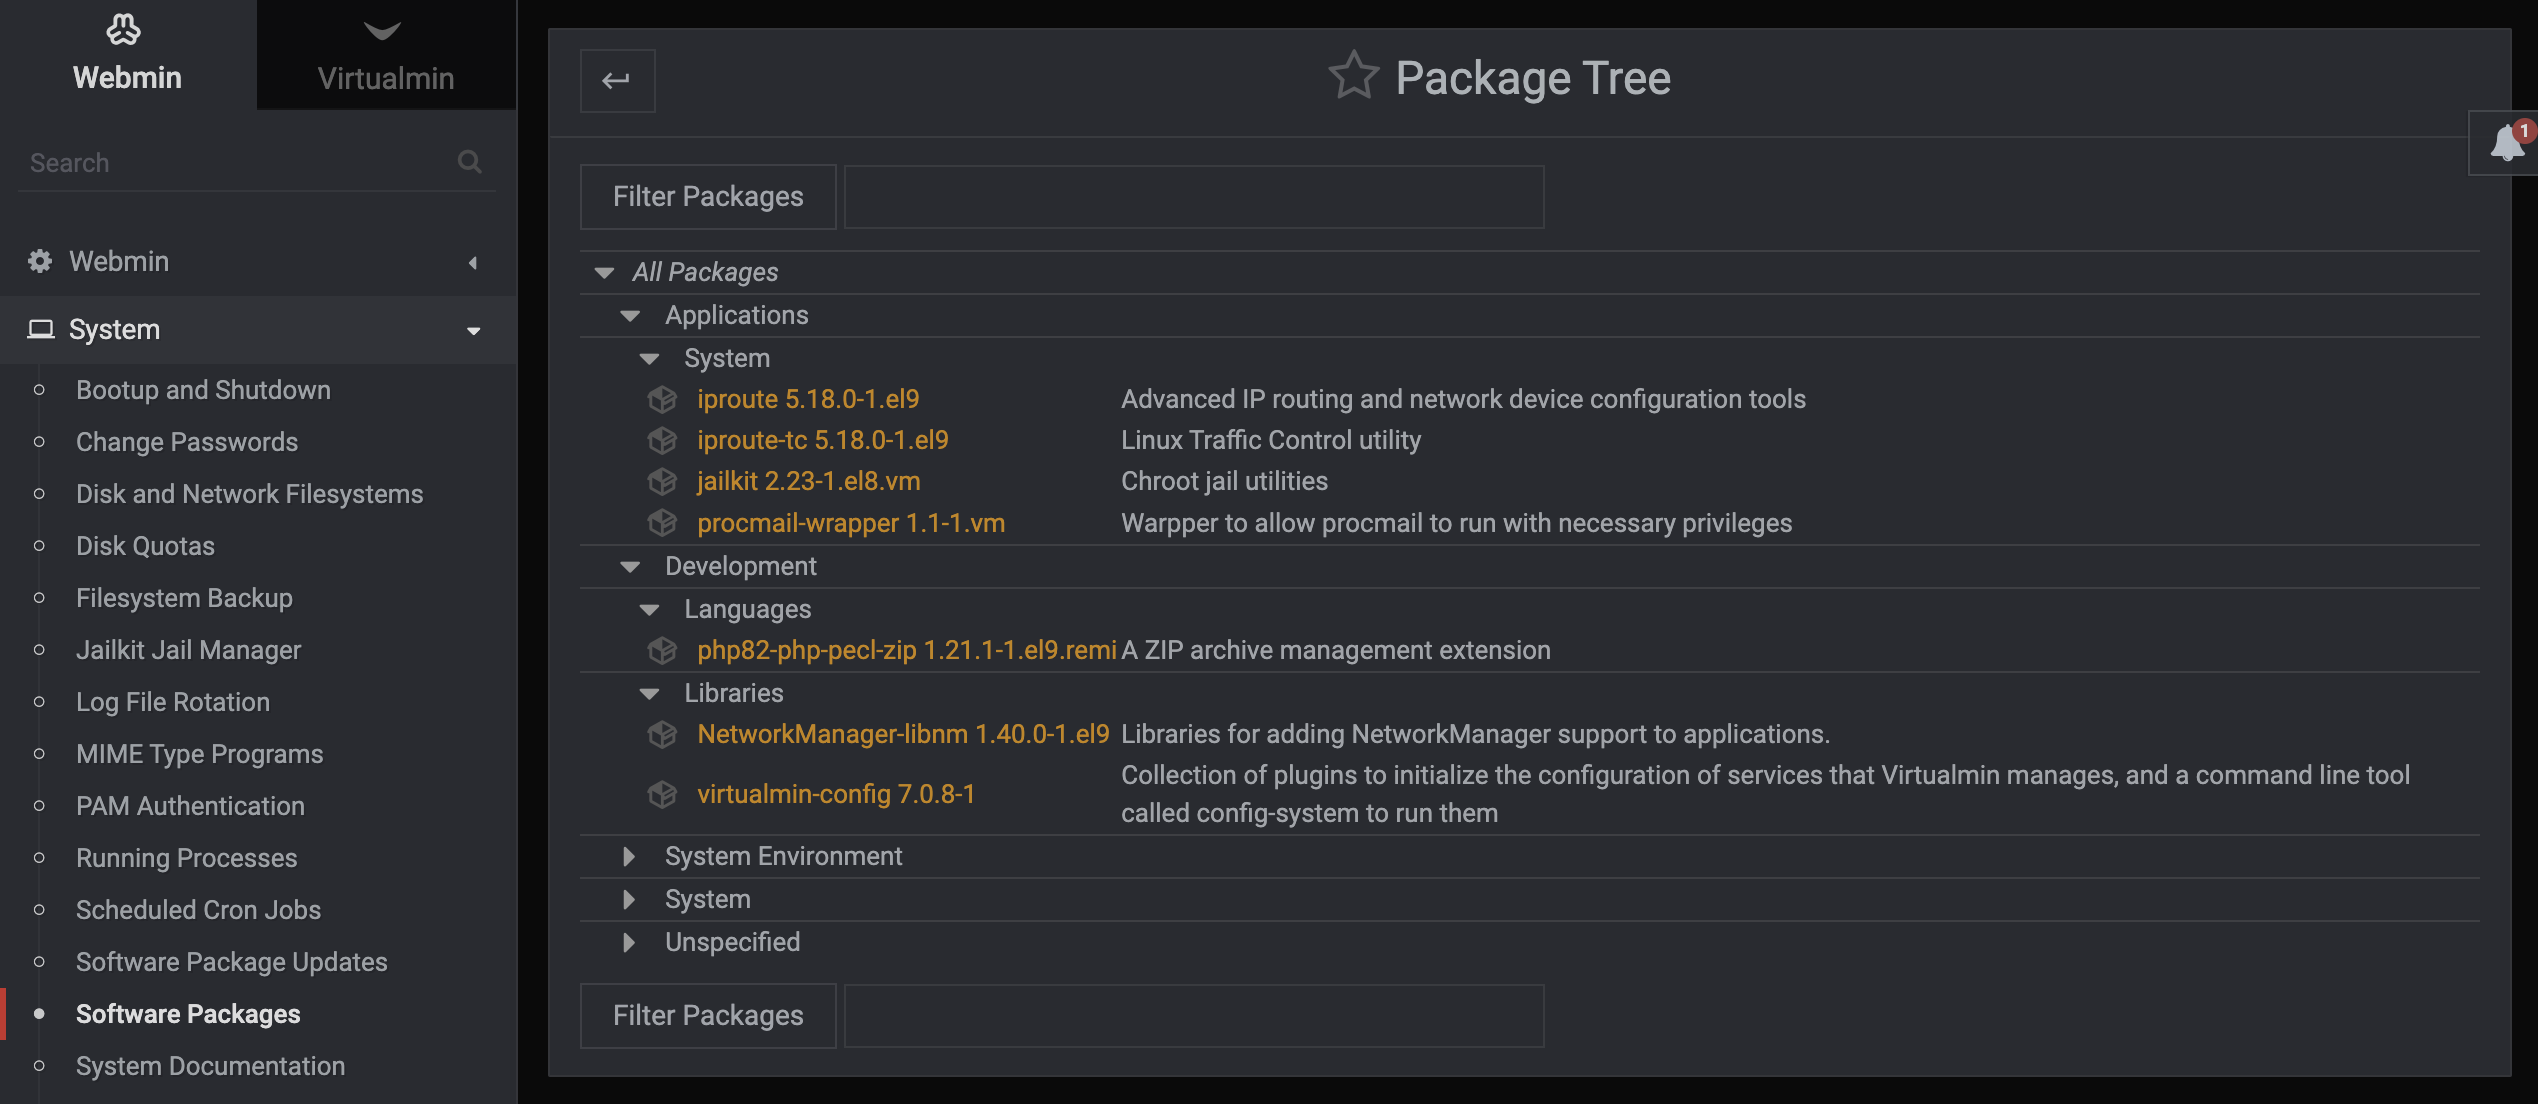 Webmin
Virtualmin
Search
Webmin
System
Bootup and Shutdown
Change Passwords
Disk and Network Filesystems
Disk Quotas
Filesystem Backup
Jailkit Jail Manager
Log File Rotation
MIME Type Programs
PAM Authentication
Running Processes
Scheduled Cron Jobs
Software Package Updates
Software Packages
System Documentation
Package Tree
1
Filter Packages
All Packages
Applications
System
iproute 5.18.0-1.el9 Advanced IP routing and network device configuration tools
iproute-tc 5.18.0-1.el9 Linux Traffic Control utility
jailkit 2.23-1.el8.vm Chroot jail utilities
procmail-wrapper 1.1-1.vm Warpper to allow procmail to run with necessary privileges
Development
Languages
php82-php-pecl-zip 1.21.1-1.el9.remi A ZIP archive management extension
Libraries
NetworkManager-libnm 1.40.0-1.el9 Libraries for adding NetworkManager support to applications.
virtualmin-config 7.0.8-1 Collection of plugins to initialize the configuration of services that Virtualmin manages, and a command line tool
called config-system to run them
System Environment
System
Unspecified
Filter Packages